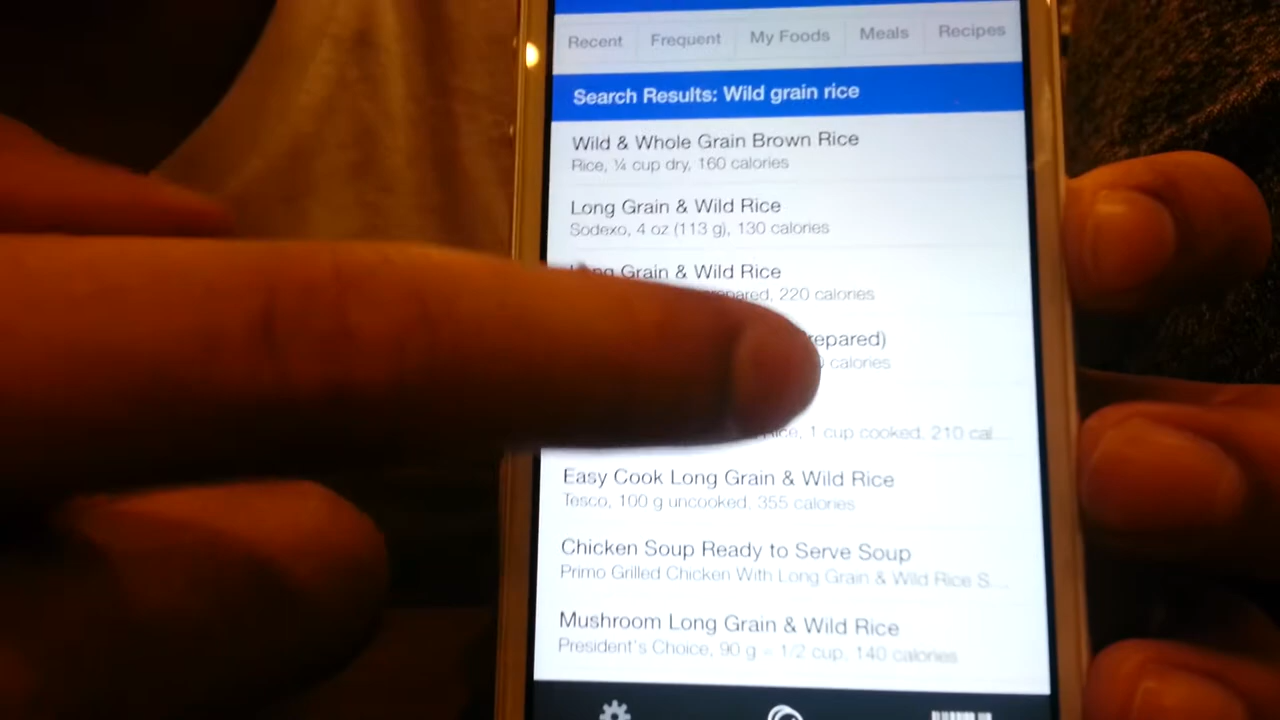 Recent Frequent My Foods Meals Recipes
Search Results: Wild grain rice
Wild & Whole Grain Brown Rice
Rice, ¼ cup dry, 160 calories
Long Grain & Wild Rice
Sodexo, 4 oz (113 g), 130 calories
Grain & Wild Rice
220 calories
calories
1 cup cooked, 210 cal...
Easy Cook Long Grain & Wild Rice
Tesco, 100 g uncooked, 355 calories
Chicken Soup Ready to Serve Soup
Primo Grilled Chicken With Long Grain & Wild Rice S...
Mushroom Long Grain & Wild Rice
President's Choice, 90 g = 1/2 cup, 140 calories